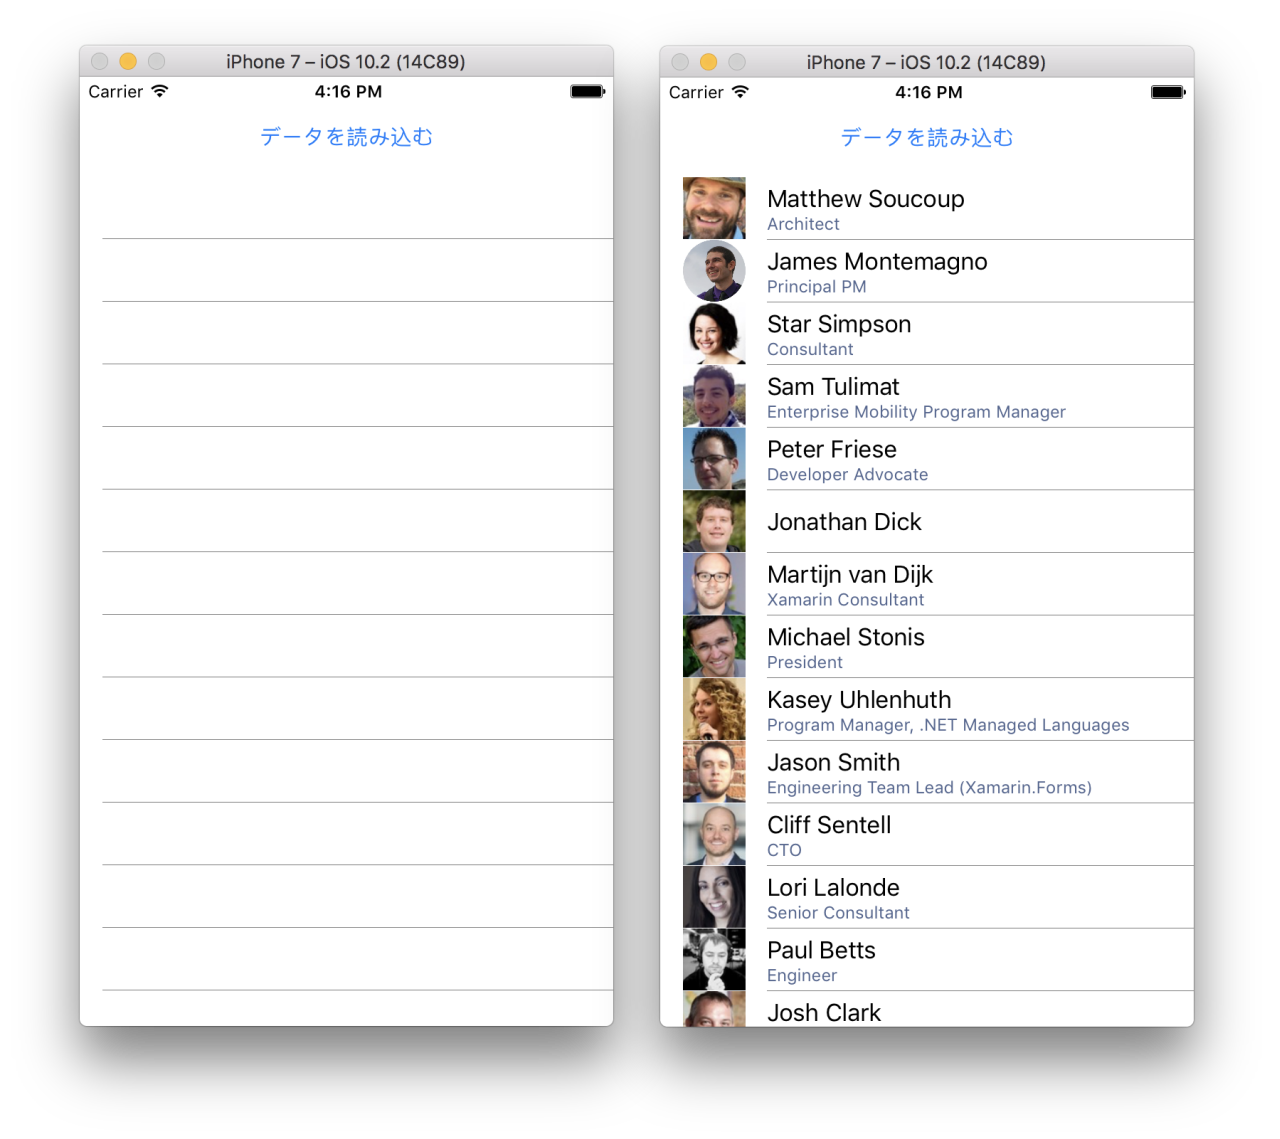 iPhone 7 – iOS 10.2 (14C89)
Carrier 4:16 PM
データを読み込む
iPhone 7 – iOS 10.2 (14C89)
Carrier 4:16 PM
データを読み込む
Matthew Soucoup
Architect
James Montemagno
Principal PM
Star Simpson
Consultant
Sam Tulimat
Enterprise Mobility Program Manager
Peter Friese
Developer Advocate
Jonathan Dick
Martijn van Dijk
Xamarin Consultant
Michael Stonis
President
Kasey Uhlenhuth
Program Manager, .NET Managed Languages
Jason Smith
Engineering Team Lead (Xamarin.Forms)
Cliff Sentell
CTO
Lori Lalonde
Senior Consultant
Paul Betts
Engineer
Josh Clark